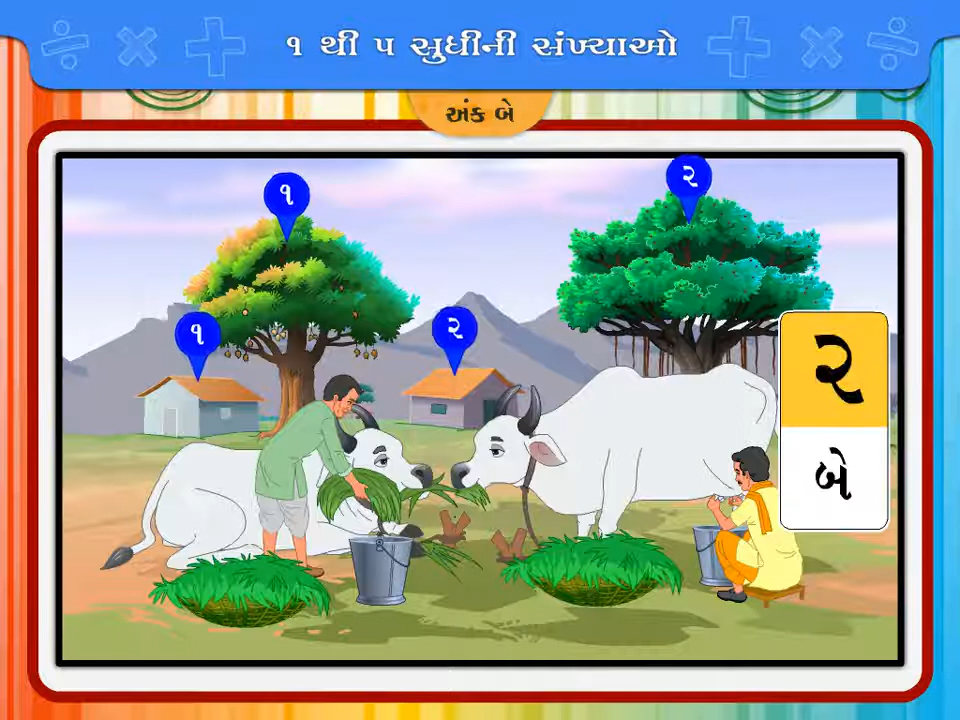 ૧ થી ૫ સુધીની સંખ્યાઓ
અંક બે
૧
૨
૧
૨
૨
બે